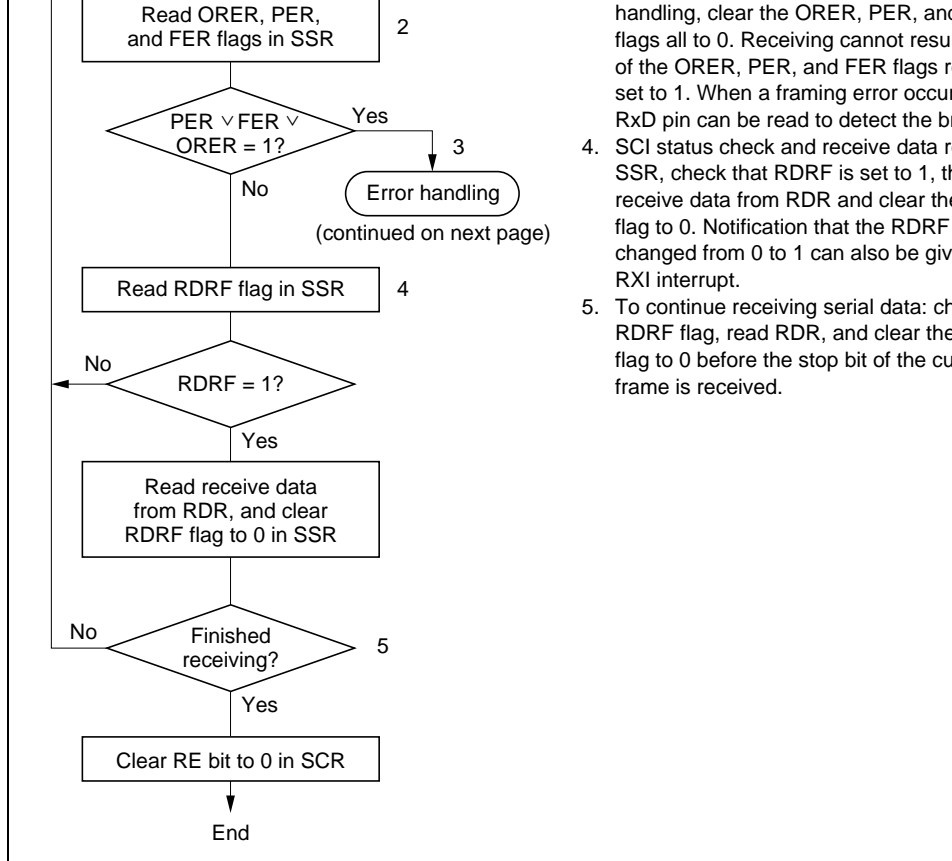 Read ORER, PER,
and FER flags in SSR
2
PER ∨ FER ∨
ORER = 1?
Yes
3
No
Error handling
(continued on next page)
Read RDRF flag in SSR
4
No
RDRF = 1?
Yes
Read receive data
from RDR, and clear
RDRF flag to 0 in SSR
No
Finished
receiving?
5
Yes
Clear RE bit to 0 in SCR
End
handling, clear the ORER, PER, and
flags all to 0. Receiving cannot
of the ORER, PER, and FER flags
set to 1. When a framing error
RxD pin can be read to detect the
4. SCI status check and receive data
SSR, check that RDRF is set to 1,
receive data from RDR and clear
flag to 0. Notification that the RDRF
changed from 0 to 1 can also be
RXI interrupt.
5. To continue receiving serial data:
RDRF flag, read RDR, and clear
flag to 0 before the stop bit of the
frame is received.